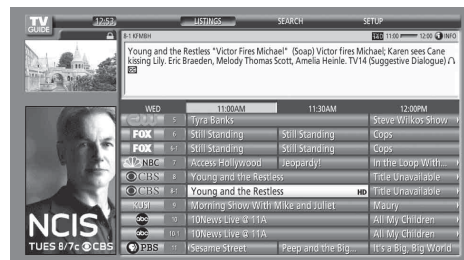 TV GUIDE 12:53 LISTINGS SEARCH SETUP
8-1 KFMBH 11:00 12:00 INFO
Young and the Restless "Victor Fires Michael" (Soap) Victor fires Michael; Karen sees Cane
kissing Lily. Eric Braeden, Melody Thomas Scott, Amelia Heinle. TV14 (Suggestive Dialogue)
WED 11:00AM 11:30AM 12:00PM
CW 5 Tyra Banks Steve Wilkos Show
FOX 6 Still Standing Still Standing Cops
FOX 6-1 Still Standing Still Standing Cops
NBC 7 Access Hollywood Jeopardy! In the Loop With...
CBS 8 Young and the Restless Title Unavailable
CBS 8-1 Young and the Restless HD Title Unavailable
KUSI 9 Morning Show With Mike and Juliet Maury
abc 10 10News Live @ 11A All My Children
abc 10-1 10News Live @ 11A All My Children
PBS 11 Sesame Street Peep and the Big... It's a Big, Big World
NCIS
TUES 8/7c CBS